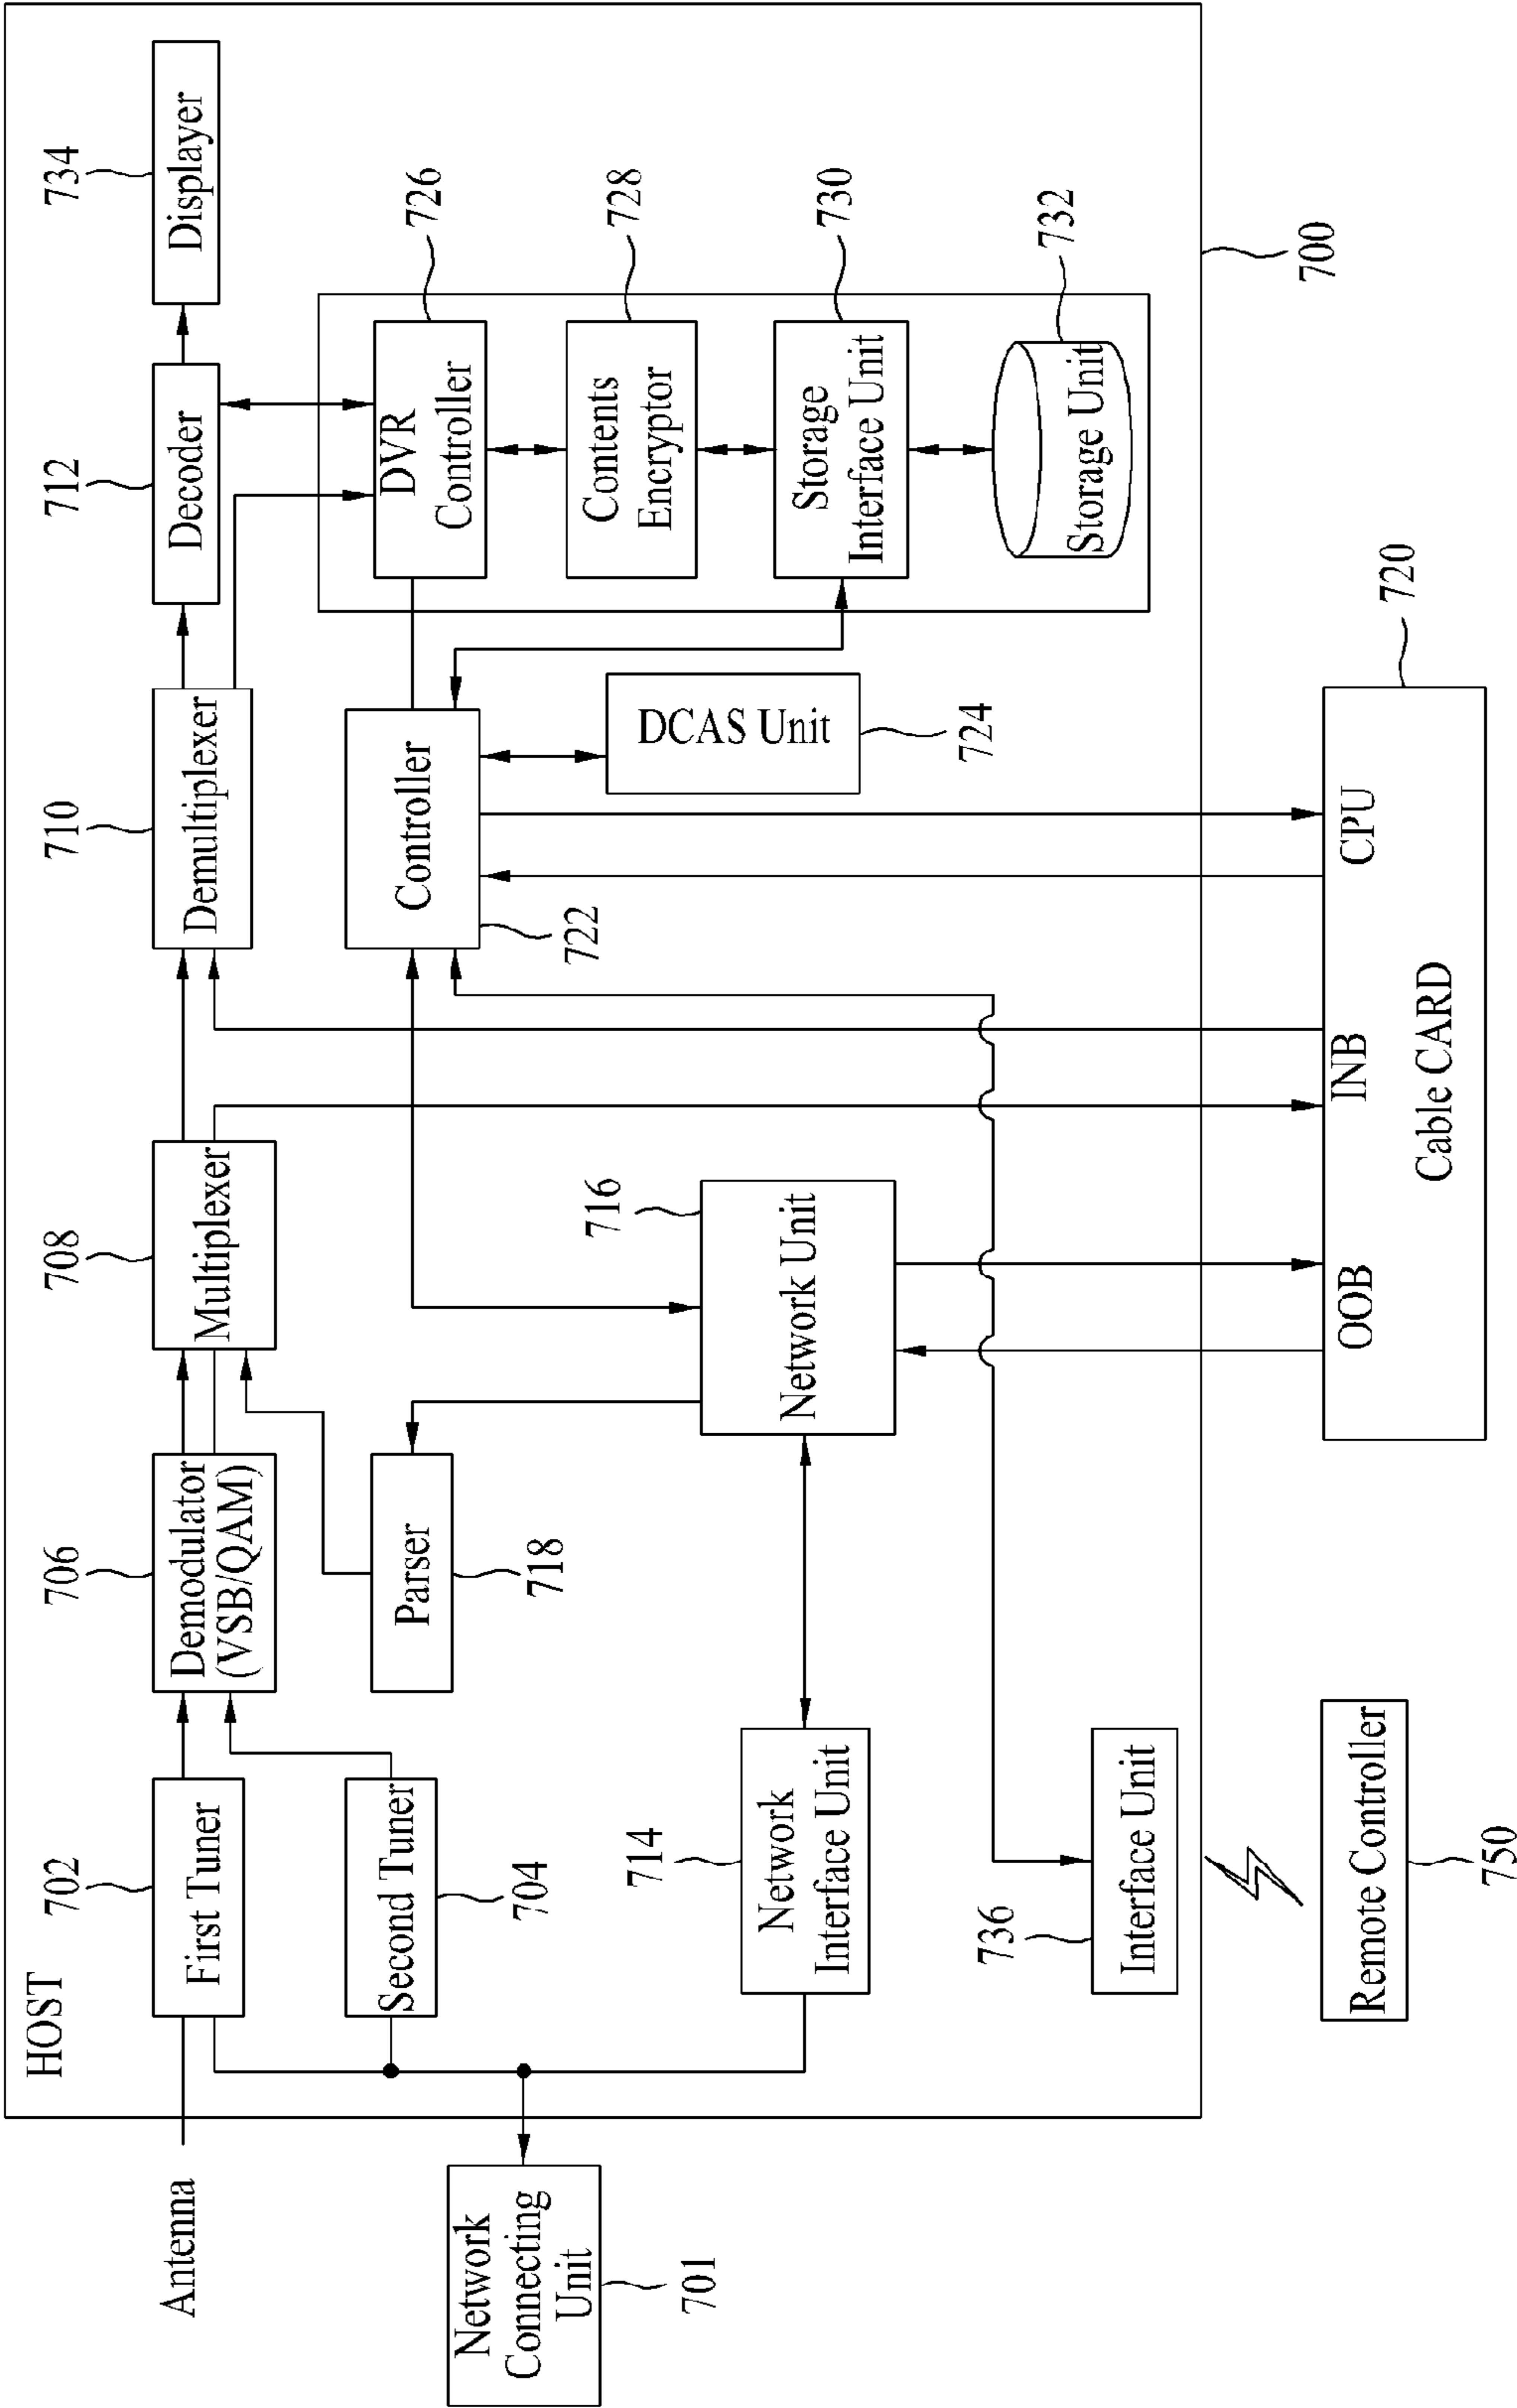 HOST
702
706
708
710
712
734
Antenna
First Tuner
Demodulator
(VSB/QAM)
Multiplexer
Demultiplexer
Decoder
Displayer
Second Tuner
704
Parser
718
Controller
722
DVR
Controller
726
Network
Connecting
Unit
701
716
DCAS Unit
724
Contents
Encryptor
728
714
Network
Interface Unit
Network Unit
Storage
Interface Unit
730
736
Interface Unit
Storage Unit
732
700
Remote Controller
750
OOB
INB
CPU
Cable CARD
720